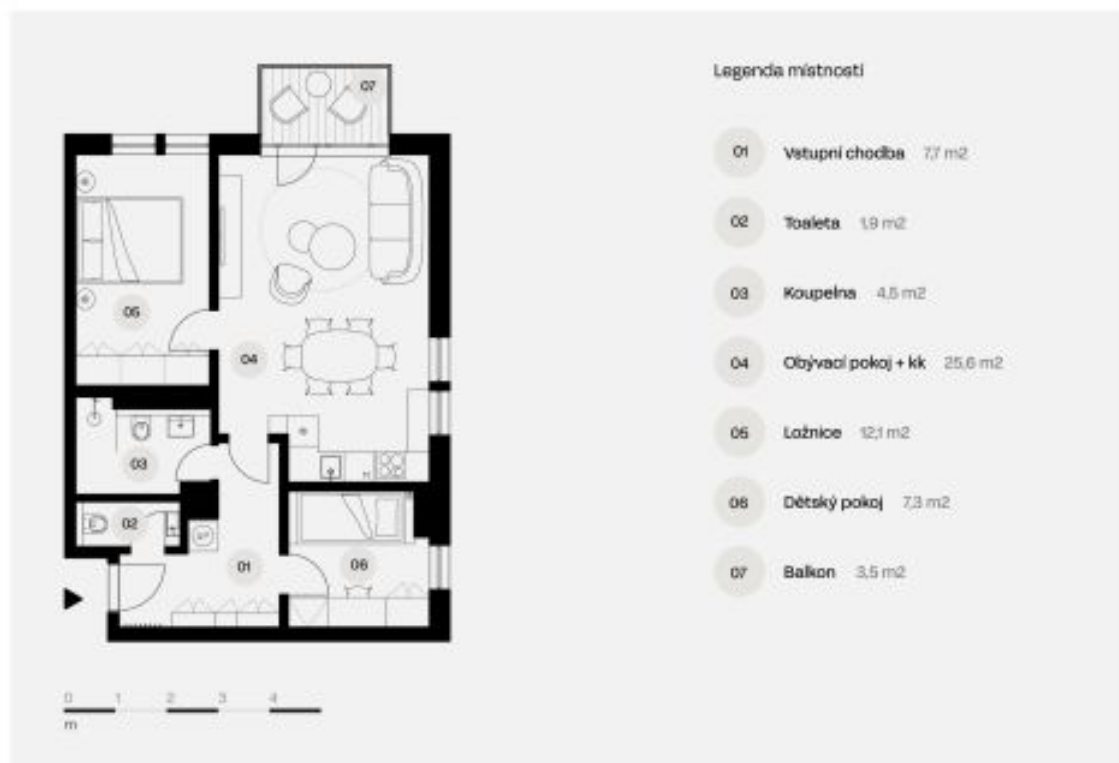 Legenda místností
07
01 Vstupní chodba 7,7 m2
02 Toaleta 1,9 m2
03 Koupelna 4,5 m2
04 Obývací pokoj + kk 25,6 m2
05 Ložnice 12,1 m2
06 Dětský pokoj 7,3 m2
07 Balkon 3,5 m2
05
04
03
02
01
06
0 1 2 3 4
m